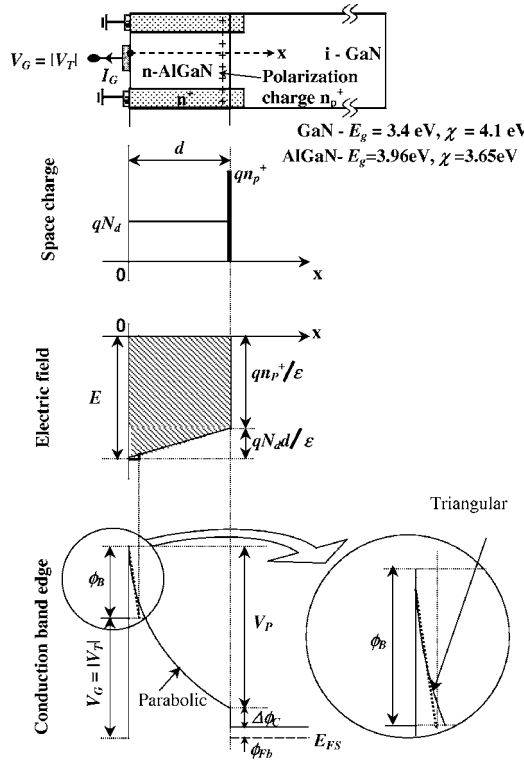 x
i - GaN
V_G = |V_T|
I_G
n-AlGaN
Polarization
charge n_p^+
n^+
GaN - E_g = 3.4 eV, χ = 4.1 eV
AlGaN- E_g=3.96eV, χ=3.65eV
Space charge
d
qn_p^+
qN_d
0
x
Electric field
0
x
E
qn_P^+/ε
qN_d d/ε
Triangular
Conduction band edge
ϕ_B
V_P
ϕ_B
V_G = |V_T|
Parabolic
Δϕ_C
ϕ_Fb
E_FS